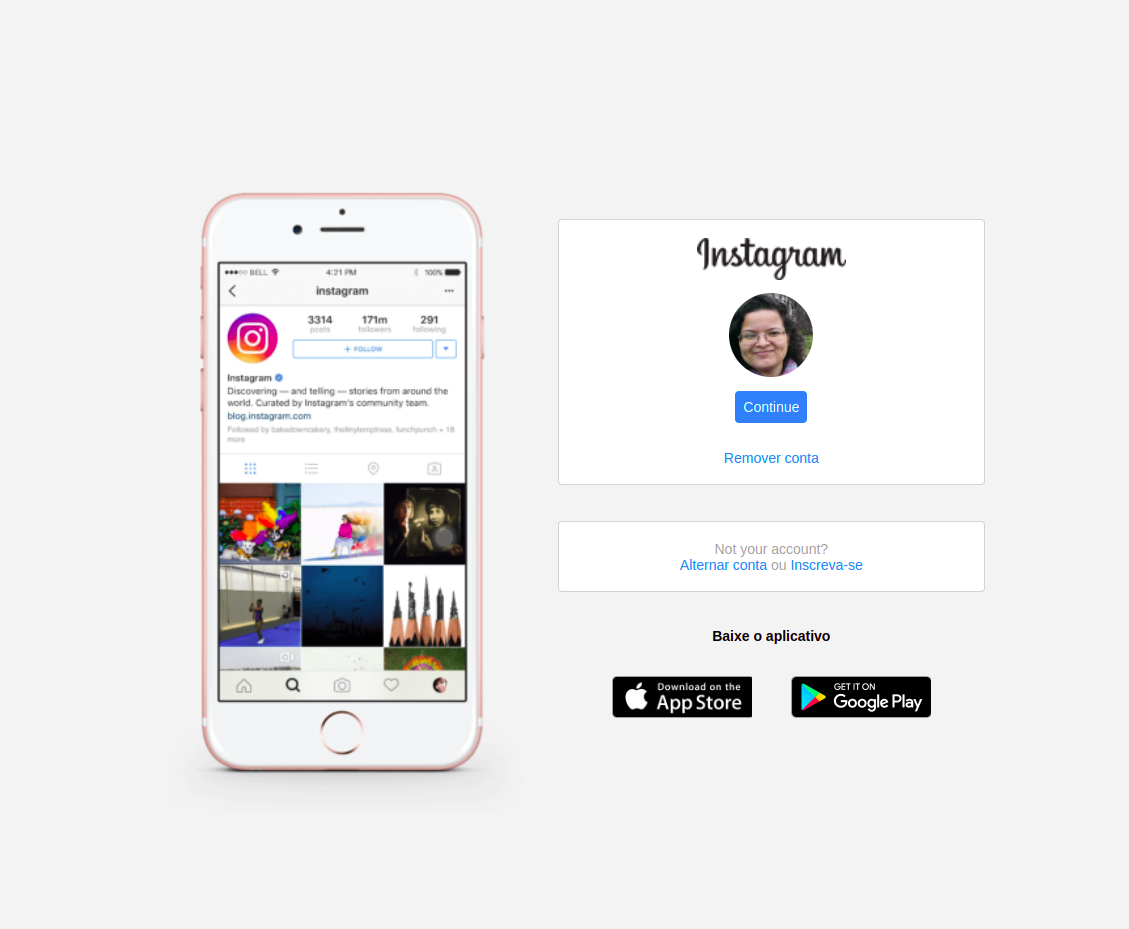 BELL
4:21 PM
100%
instagram
3314
171m
291
posts
followers
following
+ FOLLOW
Instagram
Discovering — and telling — stories from around the
world. Curated by Instagram's community team.
blog.instagram.com
Followed by bakedowncakery, thetinytemptress, funchpunch + 18
more
Instagram
Continue
Remover conta
Not your account?
Alternar conta ou Inscreva-se
Baixe o aplicativo
Download on the
App Store
GET IT ON
Google Play